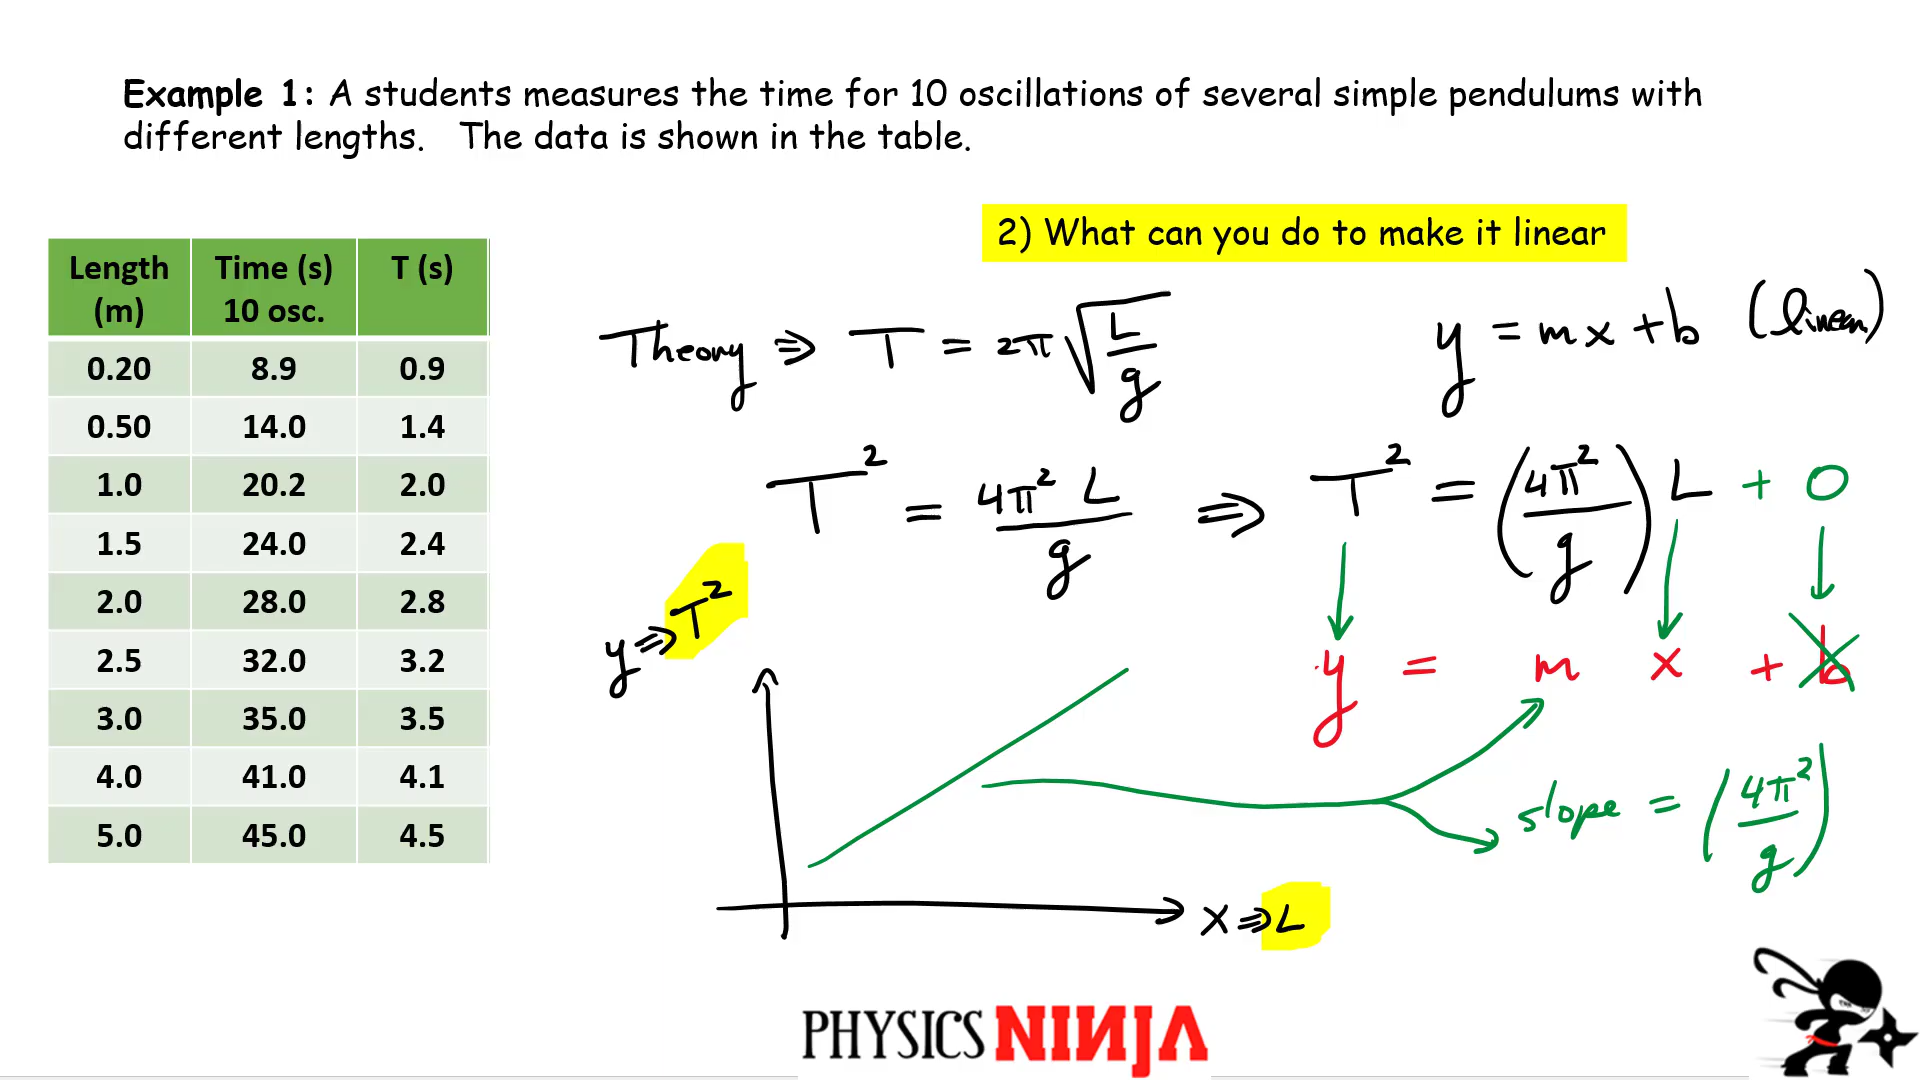 Example 1: A students measures the time for 10 oscillations of several simple pendulums with
different lengths. The data is shown in the table.
2) What can you do to make it linear
Length (m) Time (s) 10 osc. T (s)
0.20 8.9 0.9
0.50 14.0 1.4
1.0 20.2 2.0
1.5 24.0 2.4
2.0 28.0 2.8
2.5 32.0 3.2
3.0 35.0 3.5
4.0 41.0 4.1
5.0 45.0 4.5
Theory ⇒ T = 2π √(L/g)
y = mx + b (linear)
T² = 4π² L / g ⇒ T² = (4π²/g) L + 0
y = m x + b
y ⇒ T²
slope = (4π²/g)
x ⇒ L
PHYSICS NINJA